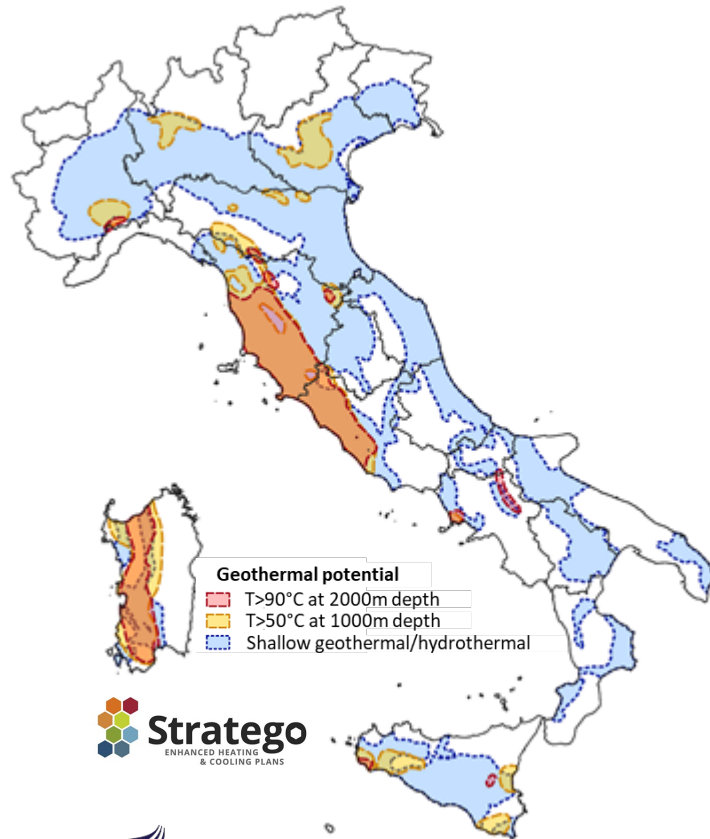 Geothermal potential
T>90°C at 2000m depth
T>50°C at 1000m depth
Shallow geothermal/hydrothermal
Stratego
ENHANCED HEATING
& COOLING PLANS